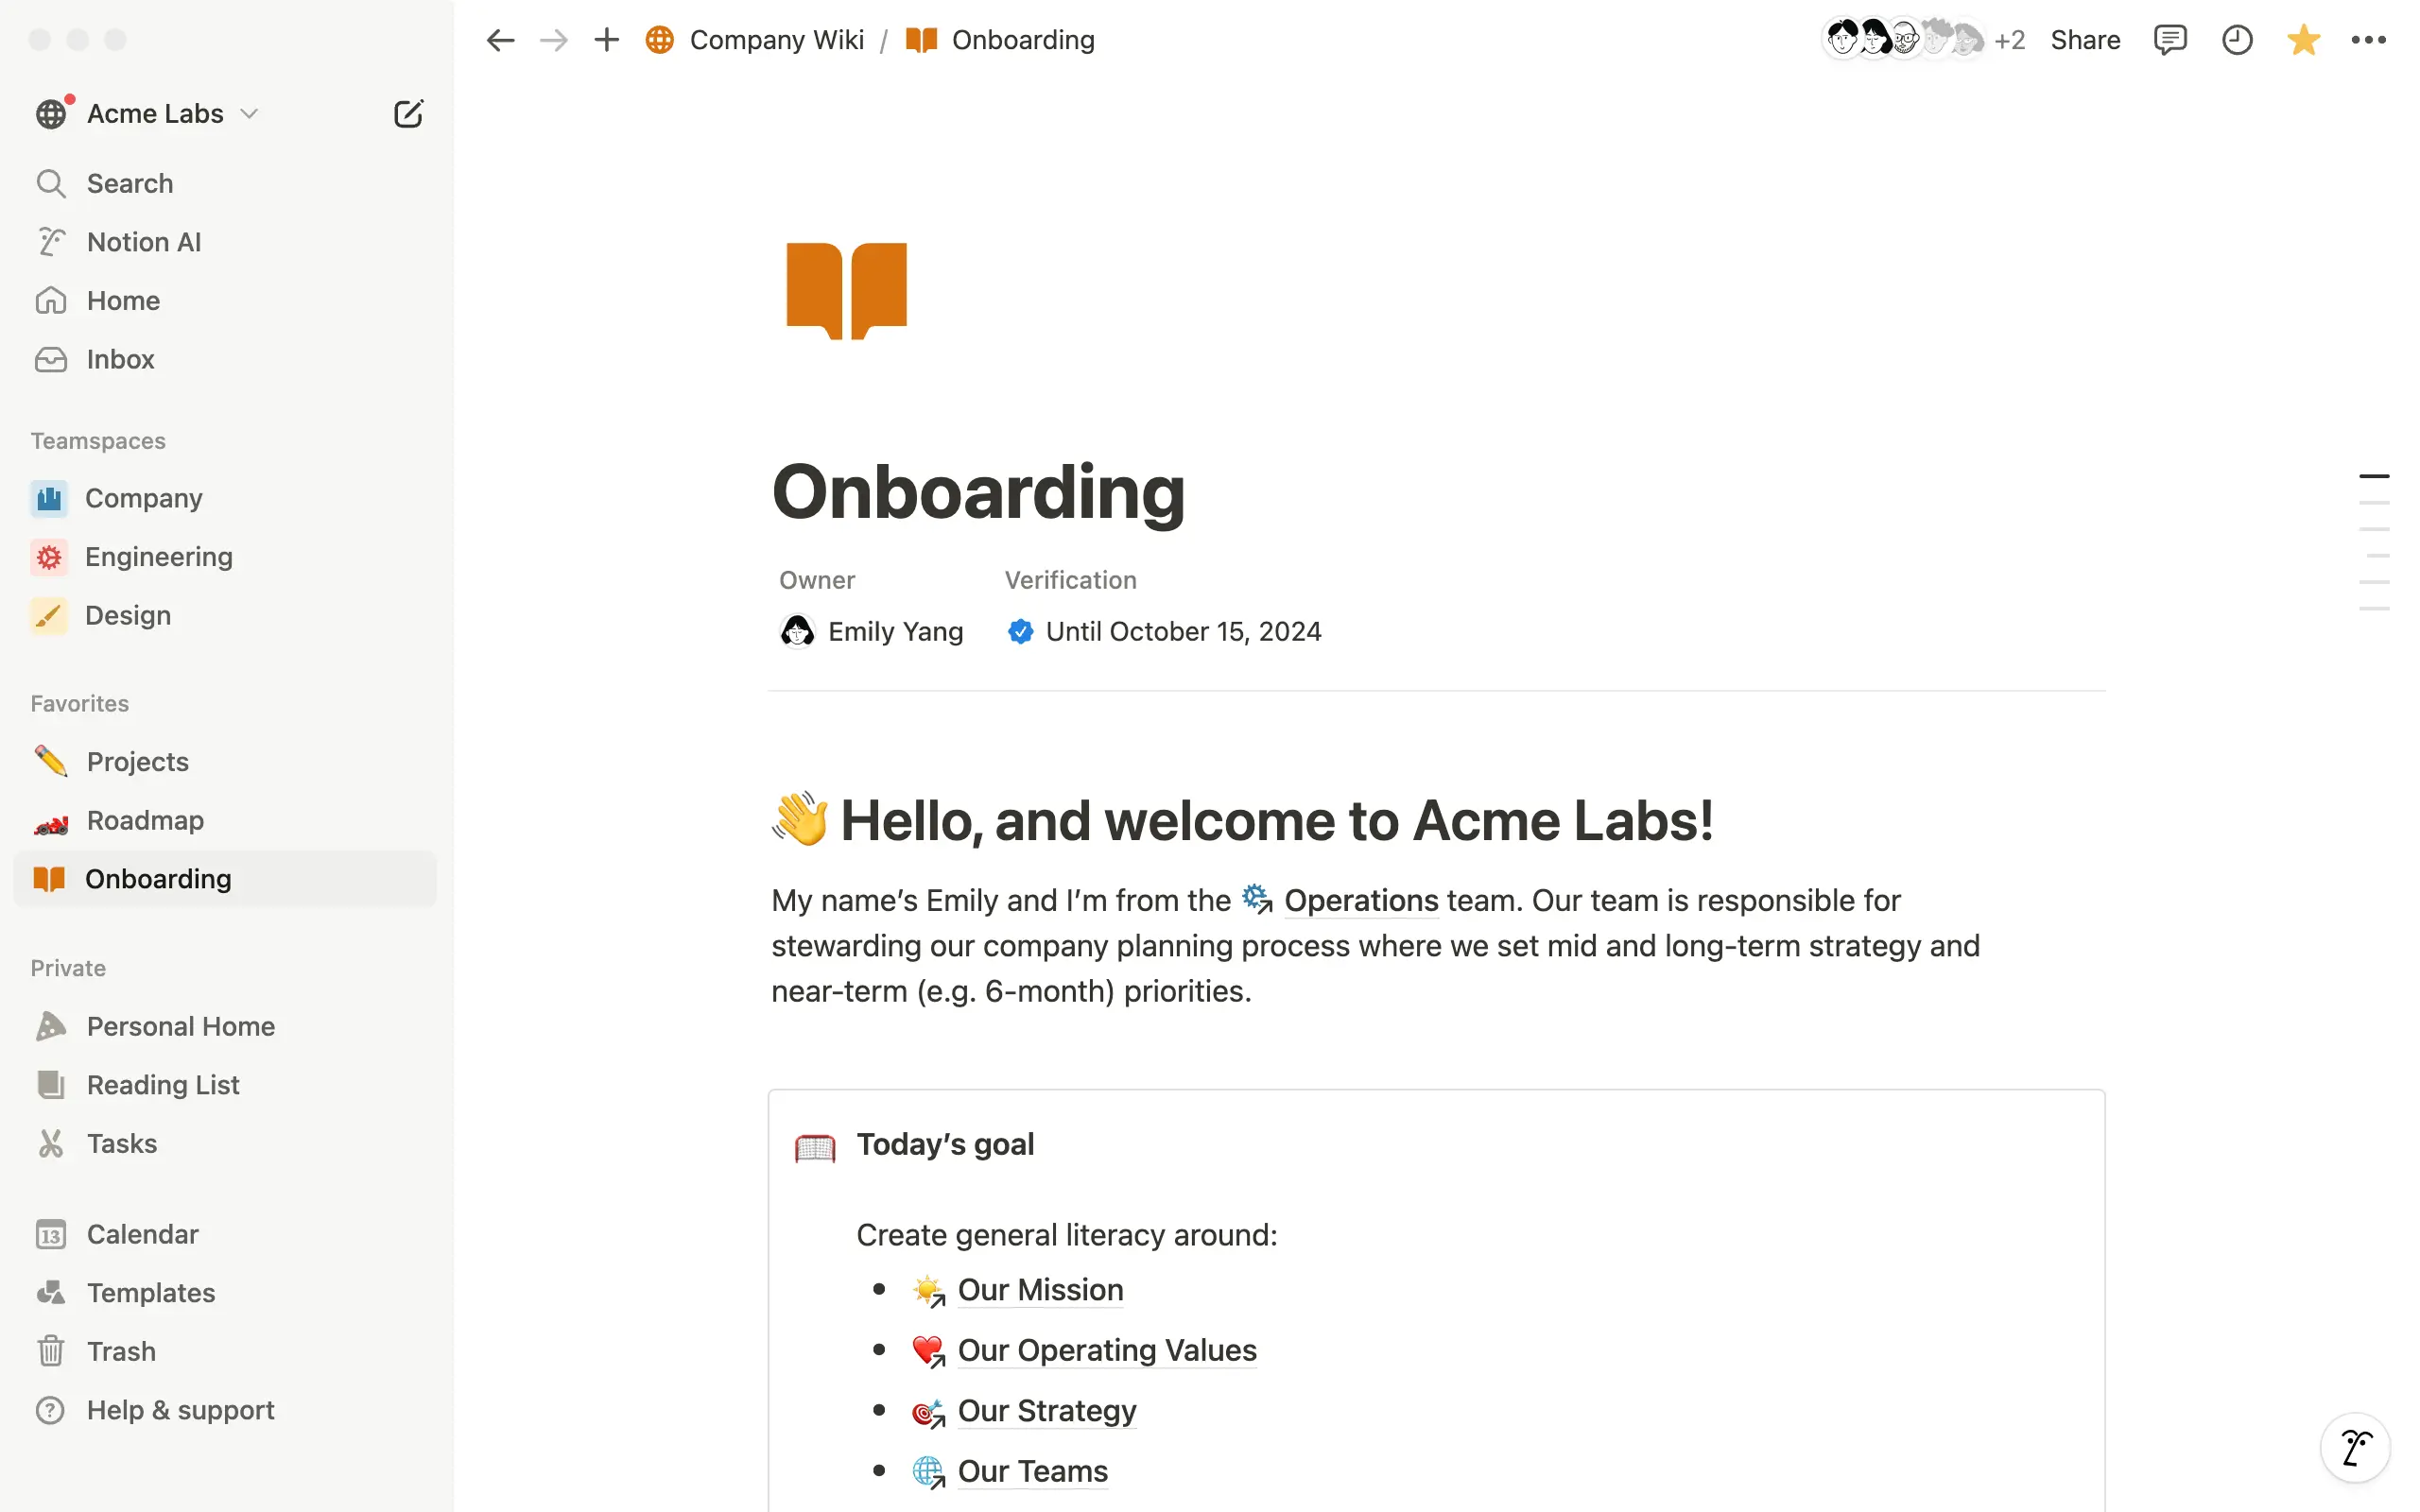 Acme Labs
Search
Notion AI
Home
Inbox
Teamspaces
Company
Engineering
Design
Favorites
Projects
Roadmap
Onboarding
Private
Personal Home
Reading List
Tasks
13
Calendar
Templates
Trash
Help & support
Company Wiki / Onboarding
+2
Share
Onboarding
Owner
Verification
Emily Yang
Until October 15, 2024
Hello, and welcome to Acme Labs!
My name’s Emily and I’m from the Operations team. Our team is responsible for
stewarding our company planning process where we set mid and long-term strategy and
near-term (e.g. 6-month) priorities.
Today’s goal
Create general literacy around:
• Our Mission
• Our Operating Values
• Our Strategy
• Our Teams